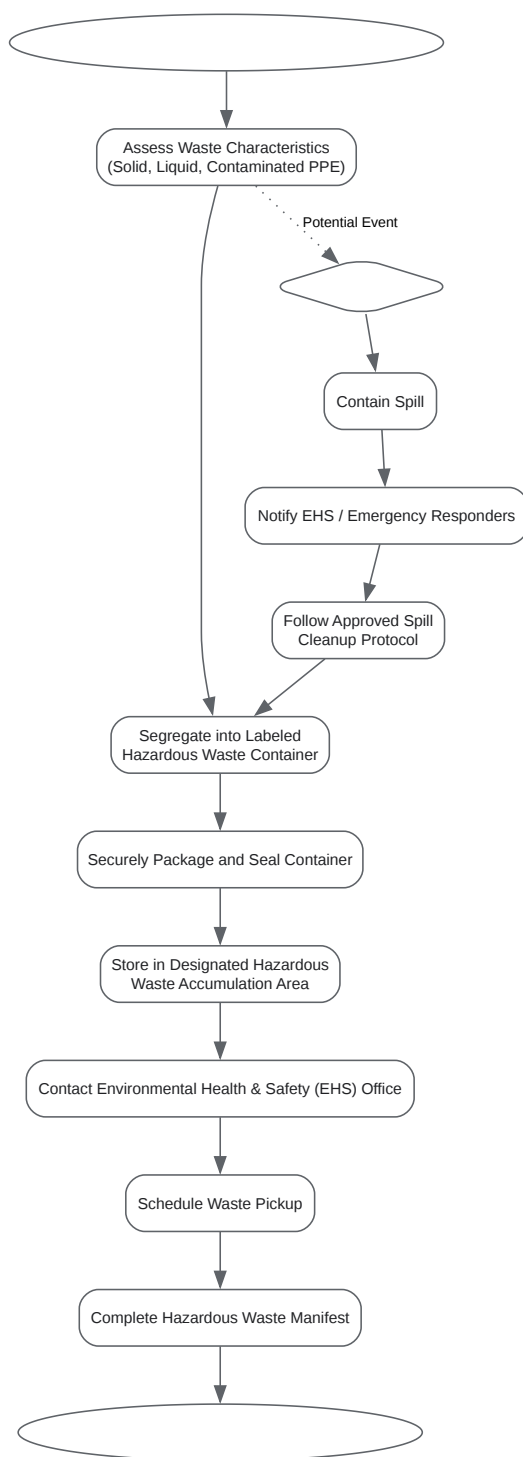 Assess Waste Characteristics
(Solid, Liquid, Contaminated PPE)
Potential Event
Contain Spill
Notify EHS / Emergency Responders
Follow Approved Spill
Cleanup Protocol
Segregate into Labeled
Hazardous Waste Container
Securely Package and Seal Container
Store in Designated Hazardous
Waste Accumulation Area
Contact Environmental Health & Safety (EHS) Office
Schedule Waste Pickup
Complete Hazardous Waste Manifest